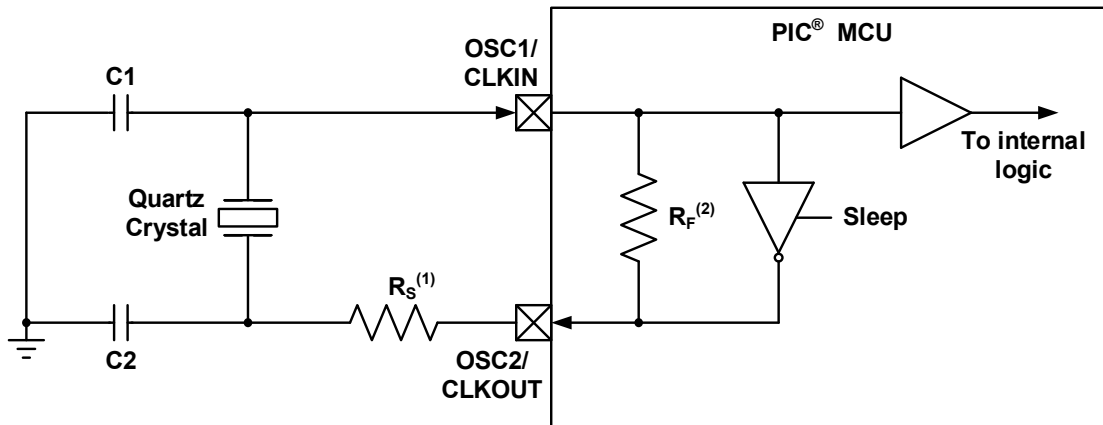 PIC® MCU
OSC1/
CLKIN
C1
To internal
logic
Quartz
Crystal
RF(2)
Sleep
RS(1)
C2
OSC2/
CLKOUT